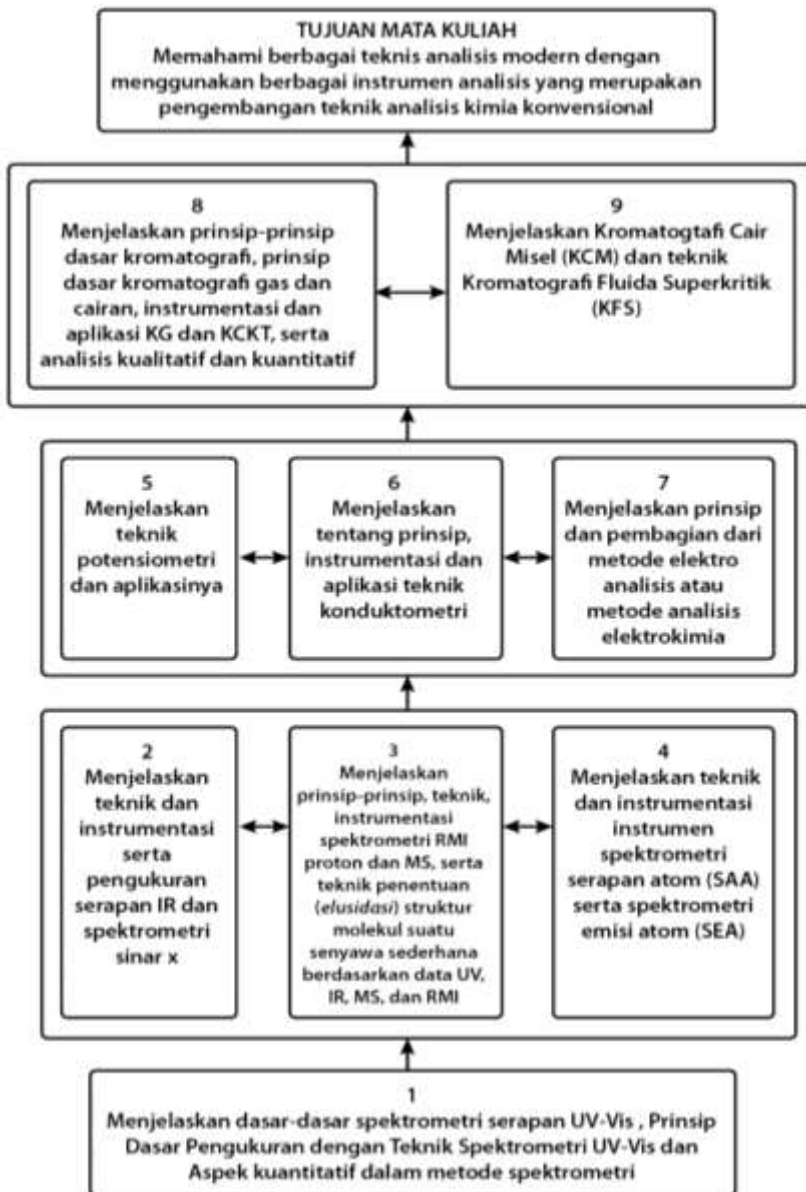 TUJUAN MATA KULIAH
Memahami berbagai teknis analisis modern dengan
menggunakan berbagai instrumen analisis yang merupakan
pengembangan teknik analisis kimia konvensional
8
Menjelaskan prinsip-prinsip
dasar kromatografi, prinsip
dasar kromatografi gas dan
cairan, instrumentasi dan
aplikasi KG dan KCKT, serta
analisis kualitatif dan kuantitatif
9
Menjelaskan Kromatogtafi Cair
Misel (KCM) dan teknik
Kromatografi Fluida Superkritik
(KFS)
5
Menjelaskan
teknik
potensiometri
dan aplikasinya
6
Menjelaskan
tentang prinsip,
instrumentasi dan
aplikasi teknik
konduktometri
7
Menjelaskan prinsip
dan pembagian dari
metode elektro
analisis atau
metode analisis
elektrokimia
2
Menjelaskan
teknik dan
instrumentasi
serta
pengukuran
serapan IR dan
spektrometri
sinar x
3
Menjelaskan
prinsip-prinsip, teknik,
instrumentasi
spektrometri RMI
proton dan MS, serta
teknik penentuan
(elusidasi) struktur
molekul suatu
senyawa sederhana
berdasarkan data UV,
IR, MS, dan RMI
4
Menjelaskan teknik
dan instrumentasi
instrumen
spektrometri
serapan atom (SAA)
serta spektrometri
emisi atom (SEA)
1
Menjelaskan dasar-dasar spektrometri serapan UV-Vis , Prinsip
Dasar Pengukuran dengan Teknik Spektrometri UV-Vis dan
Aspek kuantitatif dalam metode spektrometri